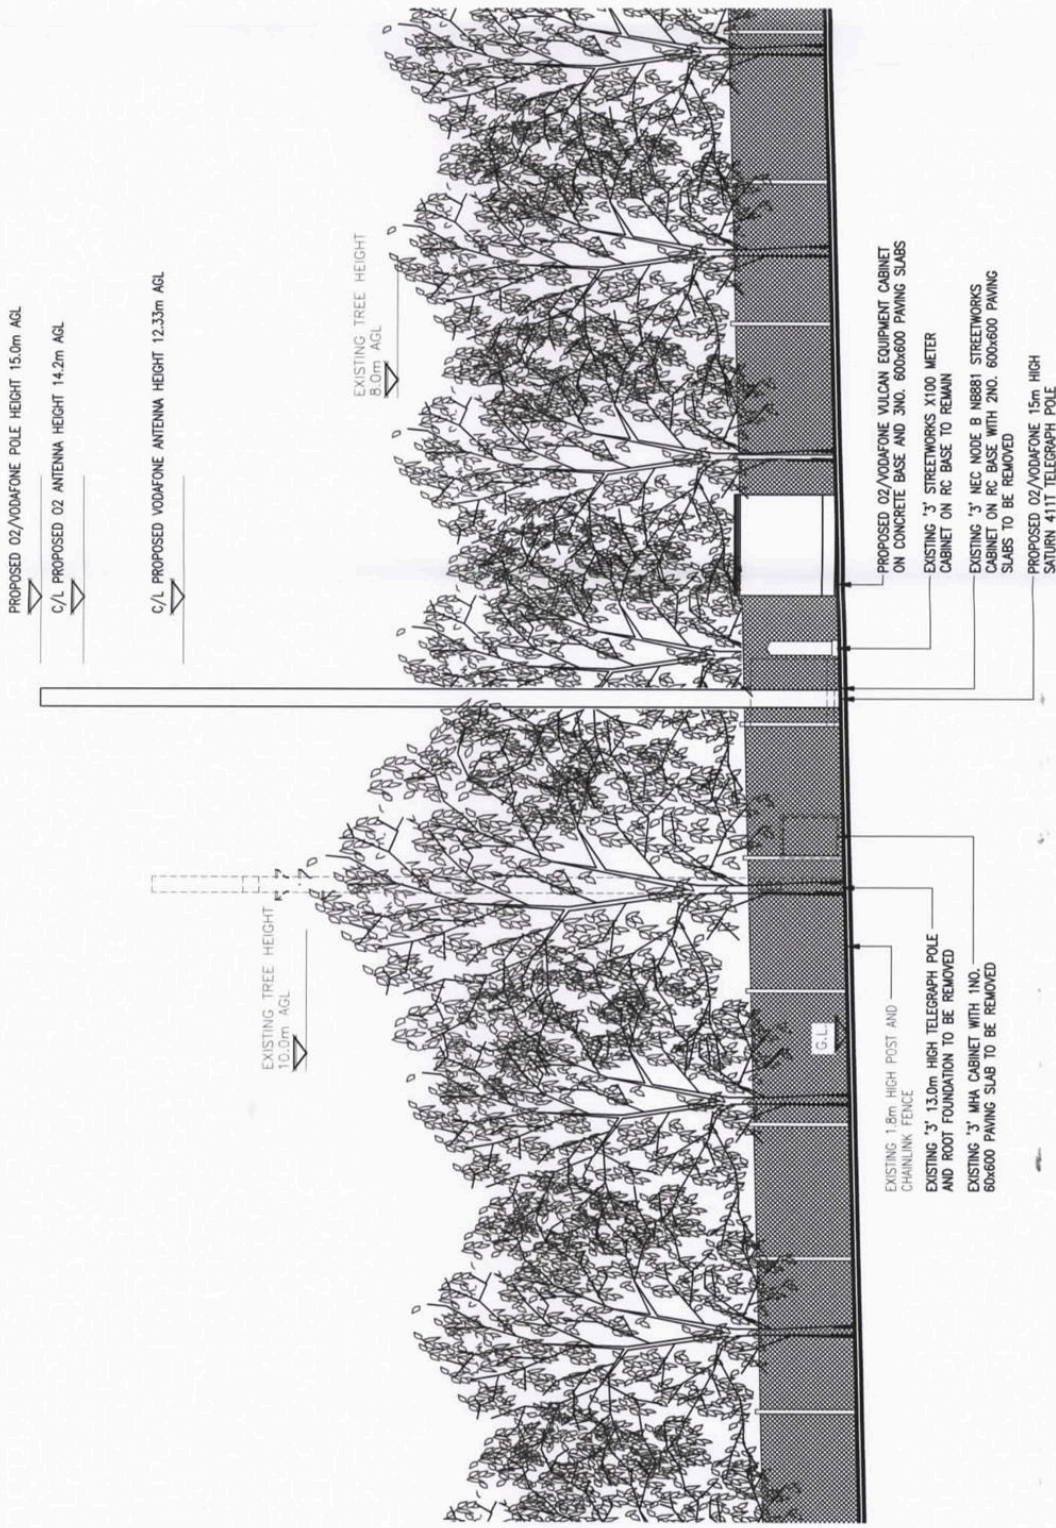 PROPOSED O2/VODAFONE POLE HEIGHT 15.0m AGL
C/L PROPOSED O2 ANTENNA HEIGHT 14.2m AGL
C/L PROPOSED VODAFONE ANTENNA HEIGHT 12.33m AGL
EXISTING TREE HEIGHT
10.0m AGL
EXISTING TREE HEIGHT
8.0m AGL
G.L.
EXISTING 1.8m HIGH POST AND
CHAINLINK FENCE
EXISTING '3' 13.0m HIGH TELEGRAPH POLE
AND ROOT FOUNDATION TO BE REMOVED
EXISTING '3' MHA CABINET WITH 1NO.
60x600 PAVING SLAB TO BE REMOVED
PROPOSED O2/VODAFONE VULCAN EQUIPMENT CABINET
ON CONCRETE BASE AND 3NO. 600x600 PAVING SLABS
EXISTING '3' STREETWORKS X100 METER
CABINET ON RC BASE TO REMAIN
EXISTING '3' NEC NODE B NB881 STREETWORKS
CABINET ON RC BASE WITH 2NO. 600x600 PAVING
SLABS TO BE REMOVED
PROPOSED O2/VODAFONE 15m HIGH
SATURN 411T TELEGRAPH POLE